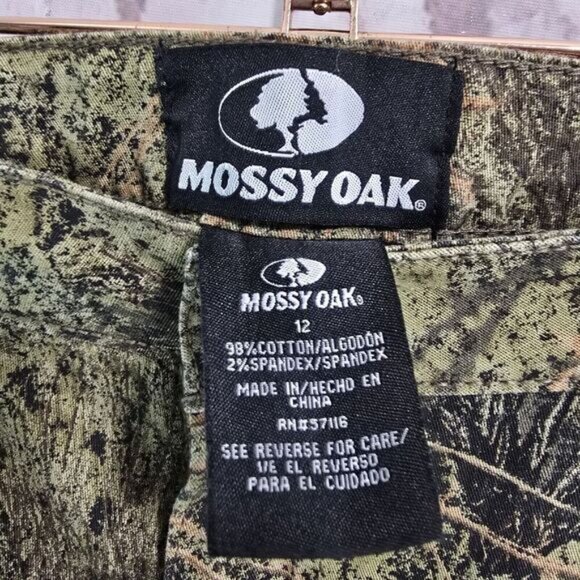 MOSSY OAK®
MOSSY OAK®
12
98%COTTON/ALGODÓN
2%SPANDEX/SPANDEX
MADE IN/HECHO EN
CHINA
RN#57116
SEE REVERSE FOR CARE/
VE EL REVERSO
PARA EL CUIDADO